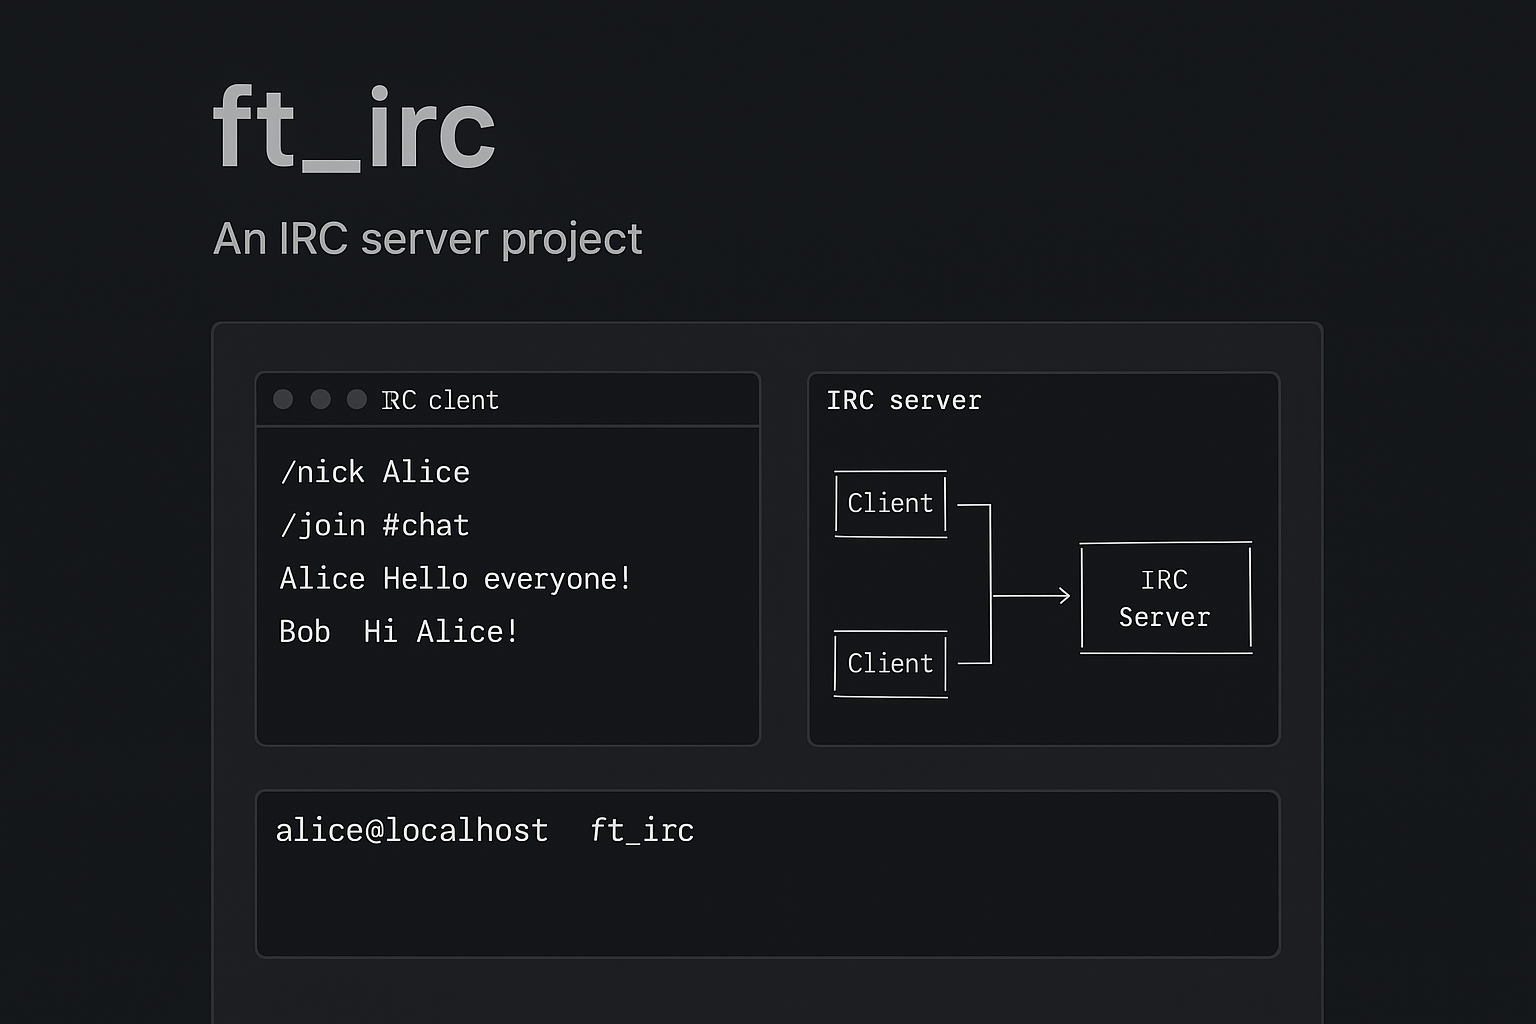 ft_irc
An IRC server project
IRC clent
/nick Alice
/join #chat
Alice Hello everyone!
Bob Hi Alice!
IRC server
Client
Client
IRC
Server
alice@localhost ft_irc